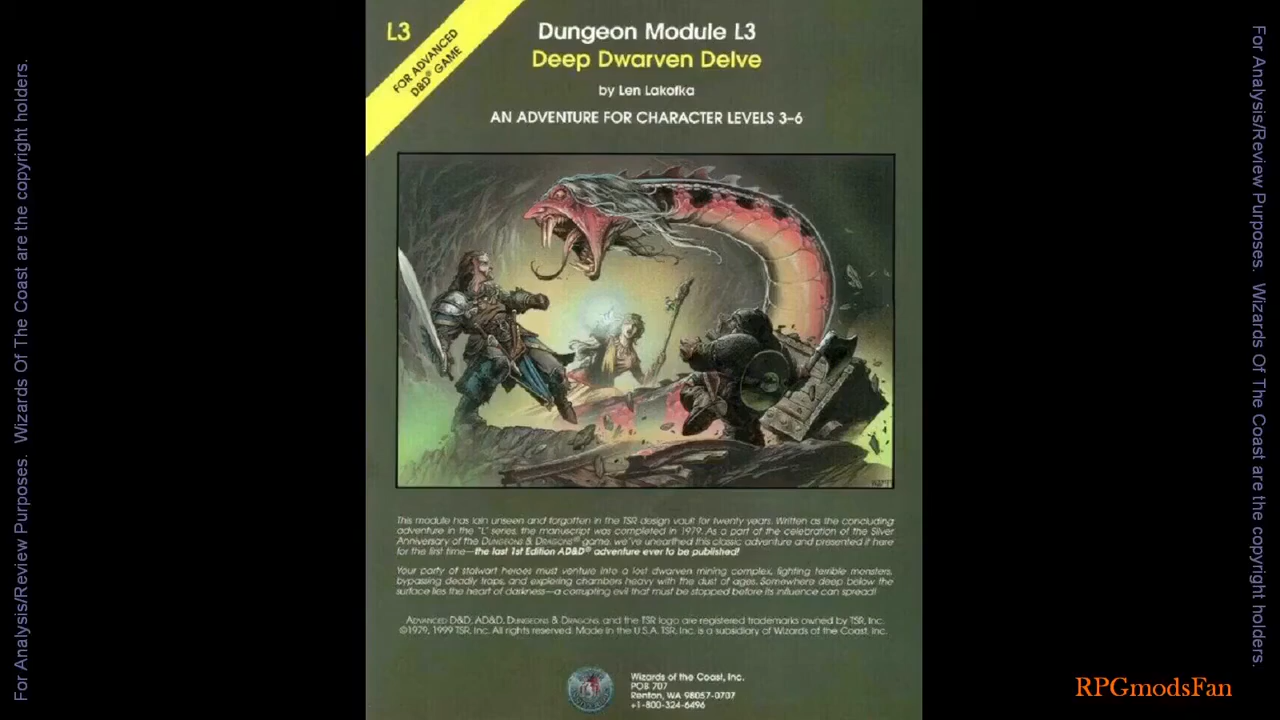 L3
FOR ADVANCED
D&D® GAME
Dungeon Module L3
Deep Dwarven Delve
by Len Lakofka
AN ADVENTURE FOR CHARACTER LEVELS 3–6
This module has lain unseen and forgotten in the TSR design vault for twenty years. Written as the concluding
adventure in the "L" series, the manuscript was completed in 1979. As a part of the celebration of the Silver
Anniversary of the DUNGEONS & DRAGONS® game, we've unearthed this classic adventure and presented it here
for the first time—the last 1st Edition AD&D® adventure ever to be published!
Your party of stalwart heroes must venture into a lost dwarven mining complex, fighting terrible monsters,
bypassing deadly traps, and exploring chambers heavy with the dust of ages. Somewhere deep below the
surface lies the heart of darkness—a corrupting evil that must be stopped before its influence can spread!
ADVANCED D&D, AD&D, DUNGEONS & DRAGONS, and the TSR logo are registered trademarks owned by TSR, Inc.
©1979, 1999 TSR, Inc. All rights reserved. Made in the U.S.A. TSR, Inc. is a subsidiary of Wizards of the Coast, Inc.
Wizards of the Coast, Inc.
POB 707
Renton, WA 98057-0707
+1-800-324-6496
For Analysis/Review Purposes. Wizards Of The Coast are the copyright holders.
For Analysis/Review Purposes. Wizards Of The Coast are the copyright holders.
RPGmodsFan